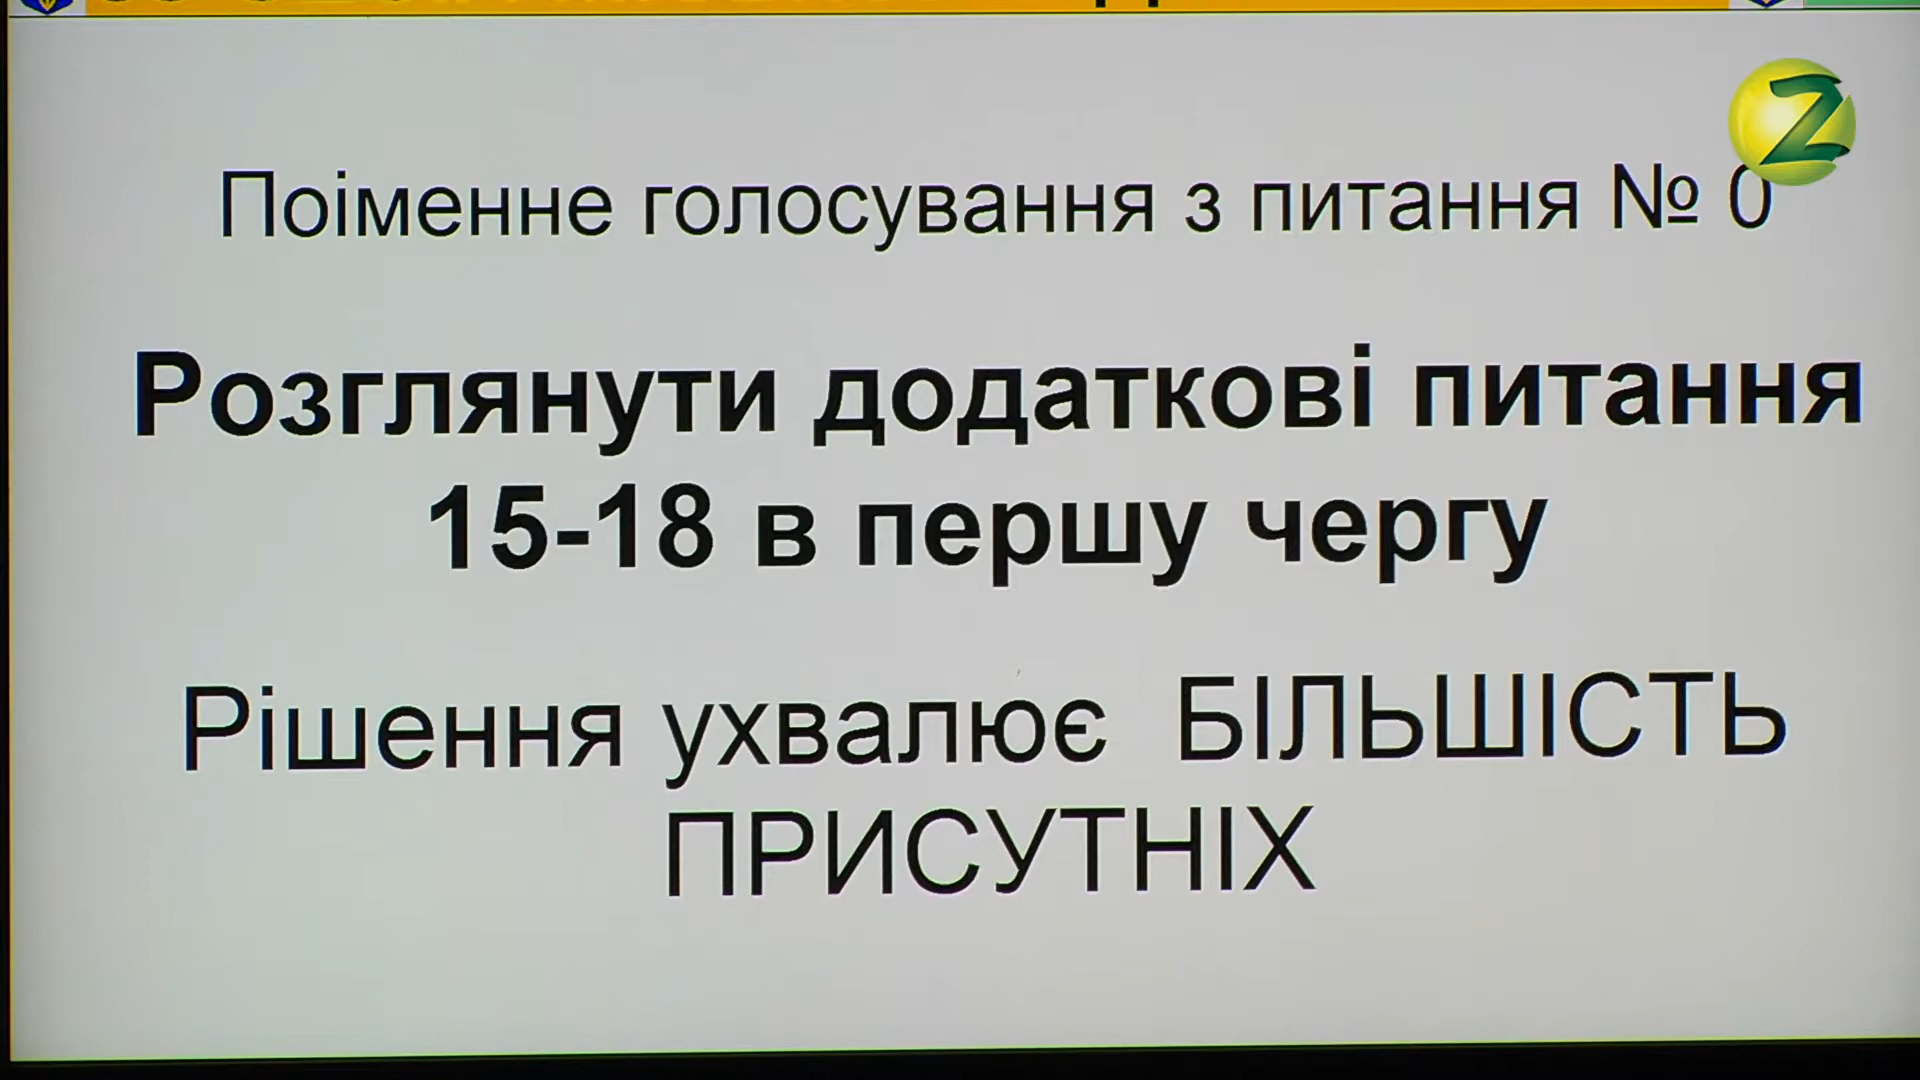 Поіменне голосування з питання № 0
Розглянути додаткові питання
15-18 в першу чергу
Рішення ухвалює БІЛЬШІСТЬ
ПРИСУТНІХ